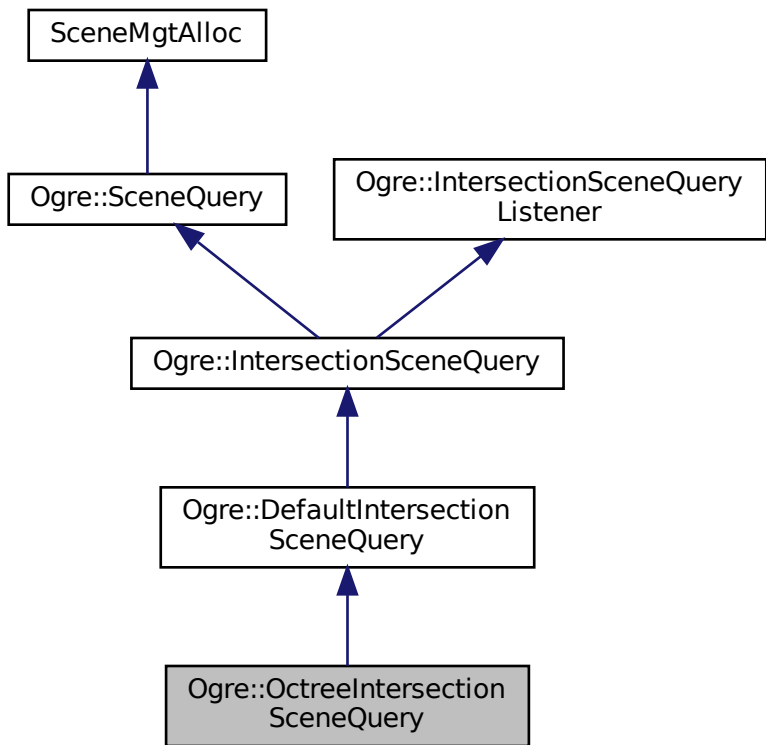 SceneMgtAlloc
Ogre::SceneQuery
Ogre::IntersectionSceneQuery
Listener
Ogre::IntersectionSceneQuery
Ogre::DefaultIntersection
SceneQuery
Ogre::OctreeIntersection
SceneQuery